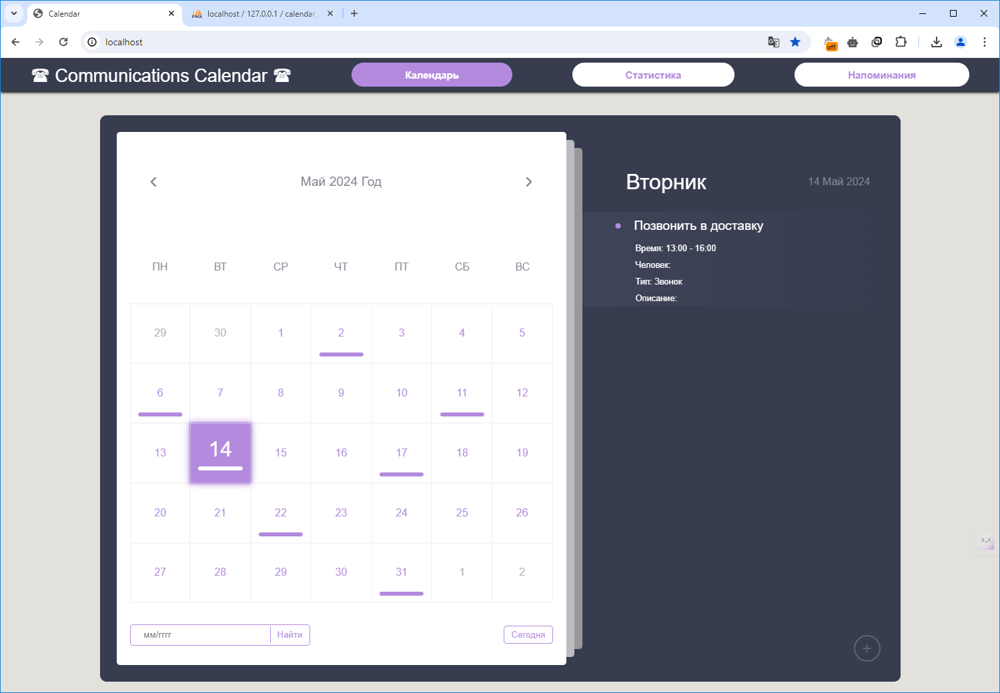 Calendar
localhost / 127.0.0.1 / calendar_
localhost
off
☎ Communications Calendar ☎
Календарь
Статистика
Напоминания
Май 2024 Год
ПН ВТ СР ЧТ ПТ СБ ВС
29 30 1 2 3 4 5
6 7 8 9 10 11 12
13 14 15 16 17 18 19
20 21 22 23 24 25 26
27 28 29 30 31 1 2
мм/гггг
Найти
Сегодня
Вторник
14 Май 2024
Позвонить в доставку
Время: 13:00 - 16:00
Человек:
Тип: Звонок
Описание: